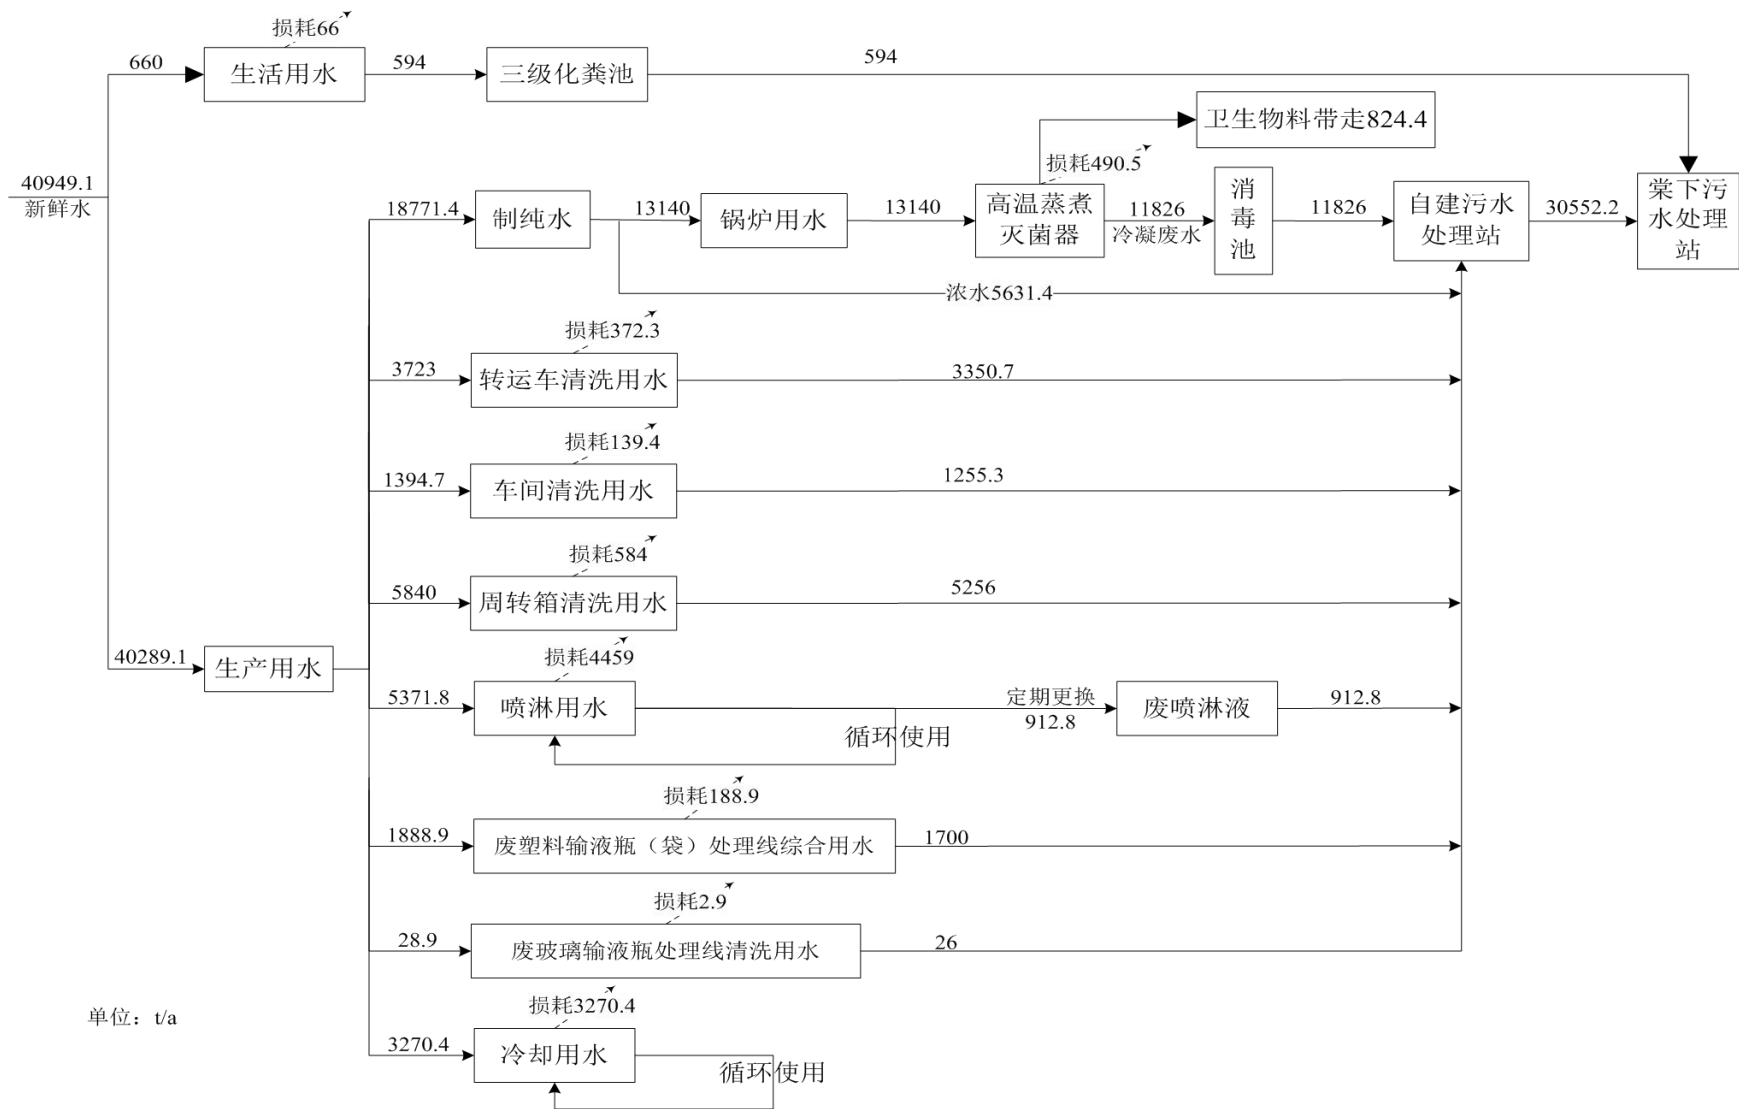 损耗66
660
生活用水
594
三级化粪池
594
卫生物料带走824.4
40949.1
新鲜水
18771.4
制纯水
13140
锅炉用水
13140
损耗490.5
高温蒸煮
灭菌器
11826
冷凝废水
消
毒
池
11826
自建污水
处理站
30552.2
棠下污
水处理
站
浓水5631.4
损耗372.3
3723
转运车清洗用水
3350.7
损耗139.4
1394.7
车间清洗用水
1255.3
损耗584
5840
周转箱清洗用水
5256
40289.1
生产用水
损耗4459
5371.8
喷淋用水
循环使用
定期更换
912.8
废喷淋液
912.8
损耗188.9
1888.9
废塑料输液瓶（袋）处理线综合用水
1700
损耗2.9
28.9
废玻璃输液瓶处理线清洗用水
26
单位：t/a
损耗3270.4
3270.4
冷却用水
循环使用